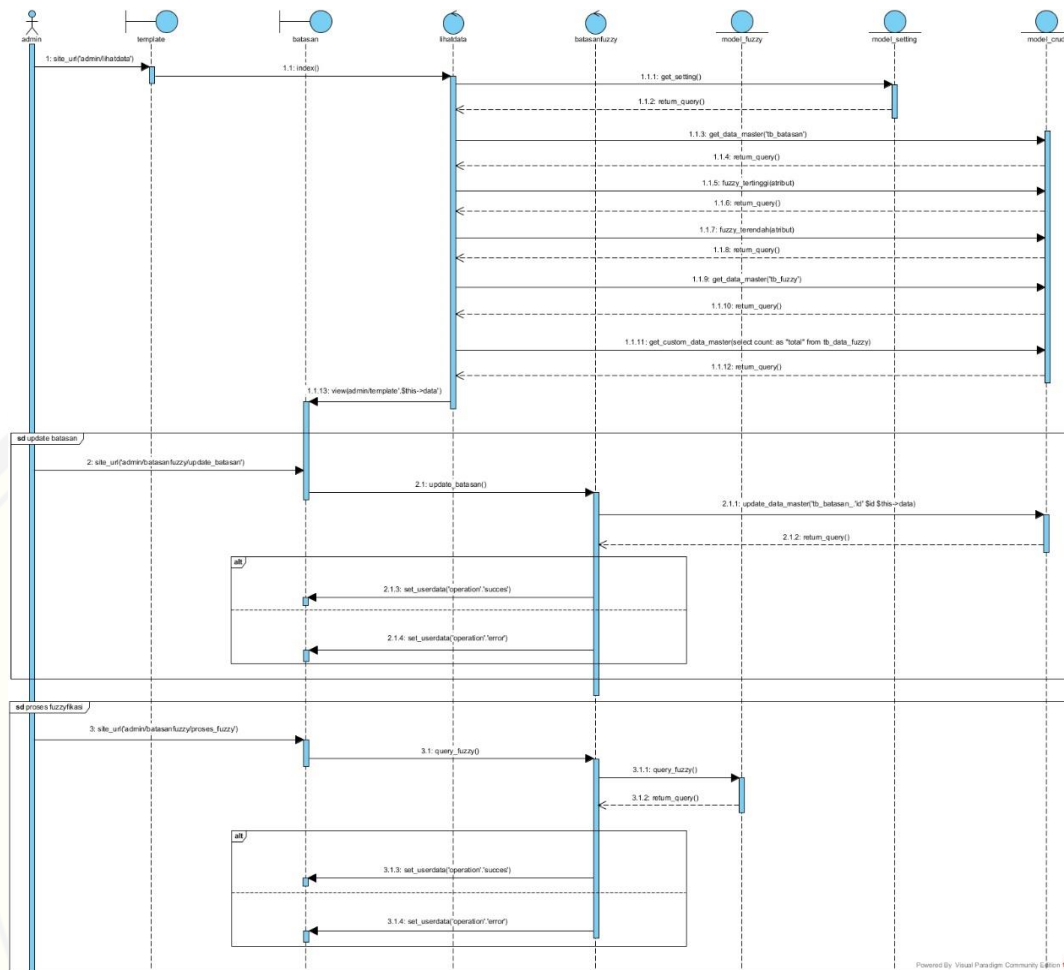 admin
template
batasan
lihatdata
batasanfuzzy
model_fuzzy
model_setting
model_crud
1: site_url('admin/lihatdata')
1.1: index()
1.1.1: get_setting()
1.1.2: return_query()
1.1.3: get_data_master('tb_batasan')
1.1.4: return_query()
1.1.5: fuzzy_tertinggi(atribut)
1.1.6: return_query()
1.1.7: fuzzy_terendah(atribut)
1.1.8: return_query()
1.1.9: get_data_master('tb_fuzzy')
1.1.10: return_query()
1.1.11: get_custom_data_master(select count: as "total" from tb_data_fuzzy)
1.1.12: return_query()
1.1.13: view(admin/template'.$this->data')
sd update batasan
2: site_url('admin/batasanfuzzy/update_batasan')
2.1: update_batasan()
2.1.1: update_data_master('tb_batasan_.'id' $id $this->data)
2.1.2: return_query()
alt
2.1.3: set_userdata('operation'.'succes')
2.1.4: set_userdata('operation'.'error')
sd proses fuzzyfikasi
3: site_url('admin/batasanfuzzy/proses_fuzzy')
3.1: query_fuzzy()
3.1.1: query_fuzzy()
3.1.2: return_query()
alt
3.1.3: set_userdata('operation'.'succes')
3.1.4: set_userdata('operation'.'error')
Powered By Visual Paradigm Community Edition